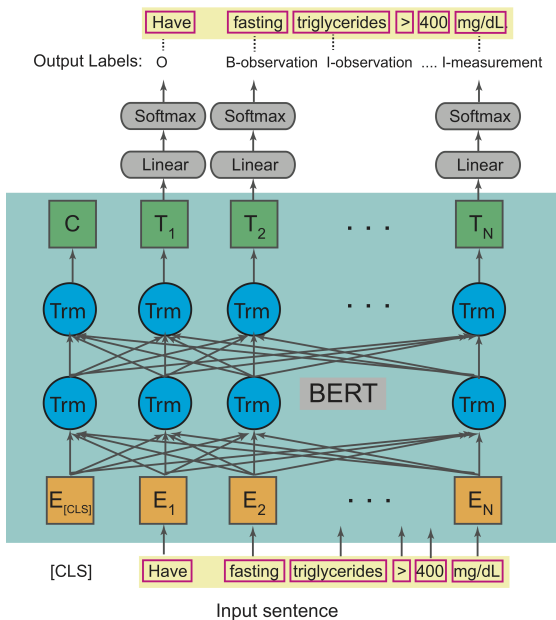 Have fasting triglycerides > 400 mg/dL.
Output Labels: O B-observation I-observation .... I-measurement
Softmax Softmax Softmax
Linear Linear Linear
C T1 T2 . . . TN
Trm Trm Trm . . . Trm
Trm Trm Trm BERT Trm
E[CLS] E1 E2 . . . EN
[CLS] Have fasting triglycerides > 400 mg/dL
Input sentence